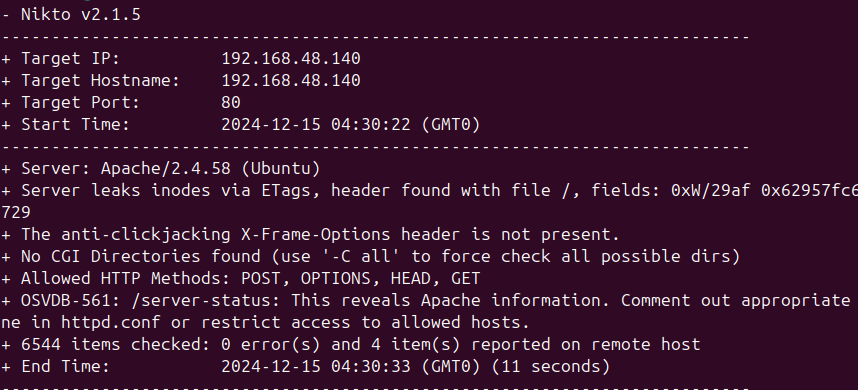 - Nikto v2.1.5
---------------------------------------------------------------------------
+ Target IP:          192.168.48.140
+ Target Hostname:    192.168.48.140
+ Target Port:        80
+ Start Time:         2024-12-15 04:30:22 (GMT0)
---------------------------------------------------------------------------
+ Server: Apache/2.4.58 (Ubuntu)
+ Server leaks inodes via ETags, header found with file /, fields: 0xW/29af 0x62957fc6
729
+ The anti-clickjacking X-Frame-Options header is not present.
+ No CGI Directories found (use '-C all' to force check all possible dirs)
+ Allowed HTTP Methods: POST, OPTIONS, HEAD, GET
+ OSVDB-561: /server-status: This reveals Apache information. Comment out appropriate
ne in httpd.conf or restrict access to allowed hosts.
+ 6544 items checked: 0 error(s) and 4 item(s) reported on remote host
+ End Time:           2024-12-15 04:30:33 (GMT0) (11 seconds)
---------------------------------------------------------------------------